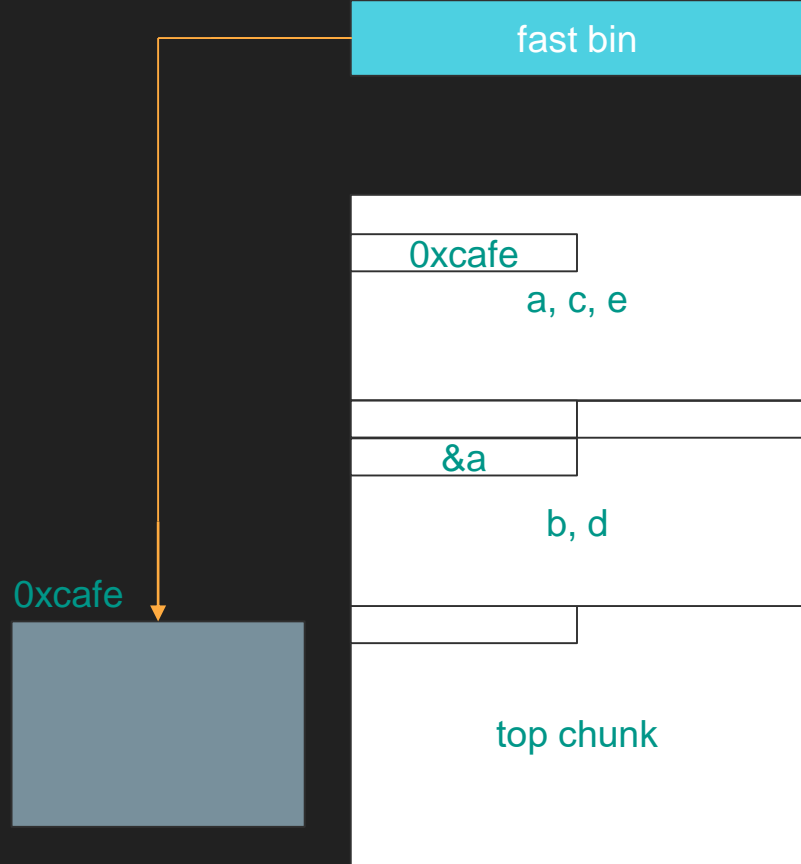 fast bin
0xcafe
a, c, e
&a
b, d
0xcafe
top chunk